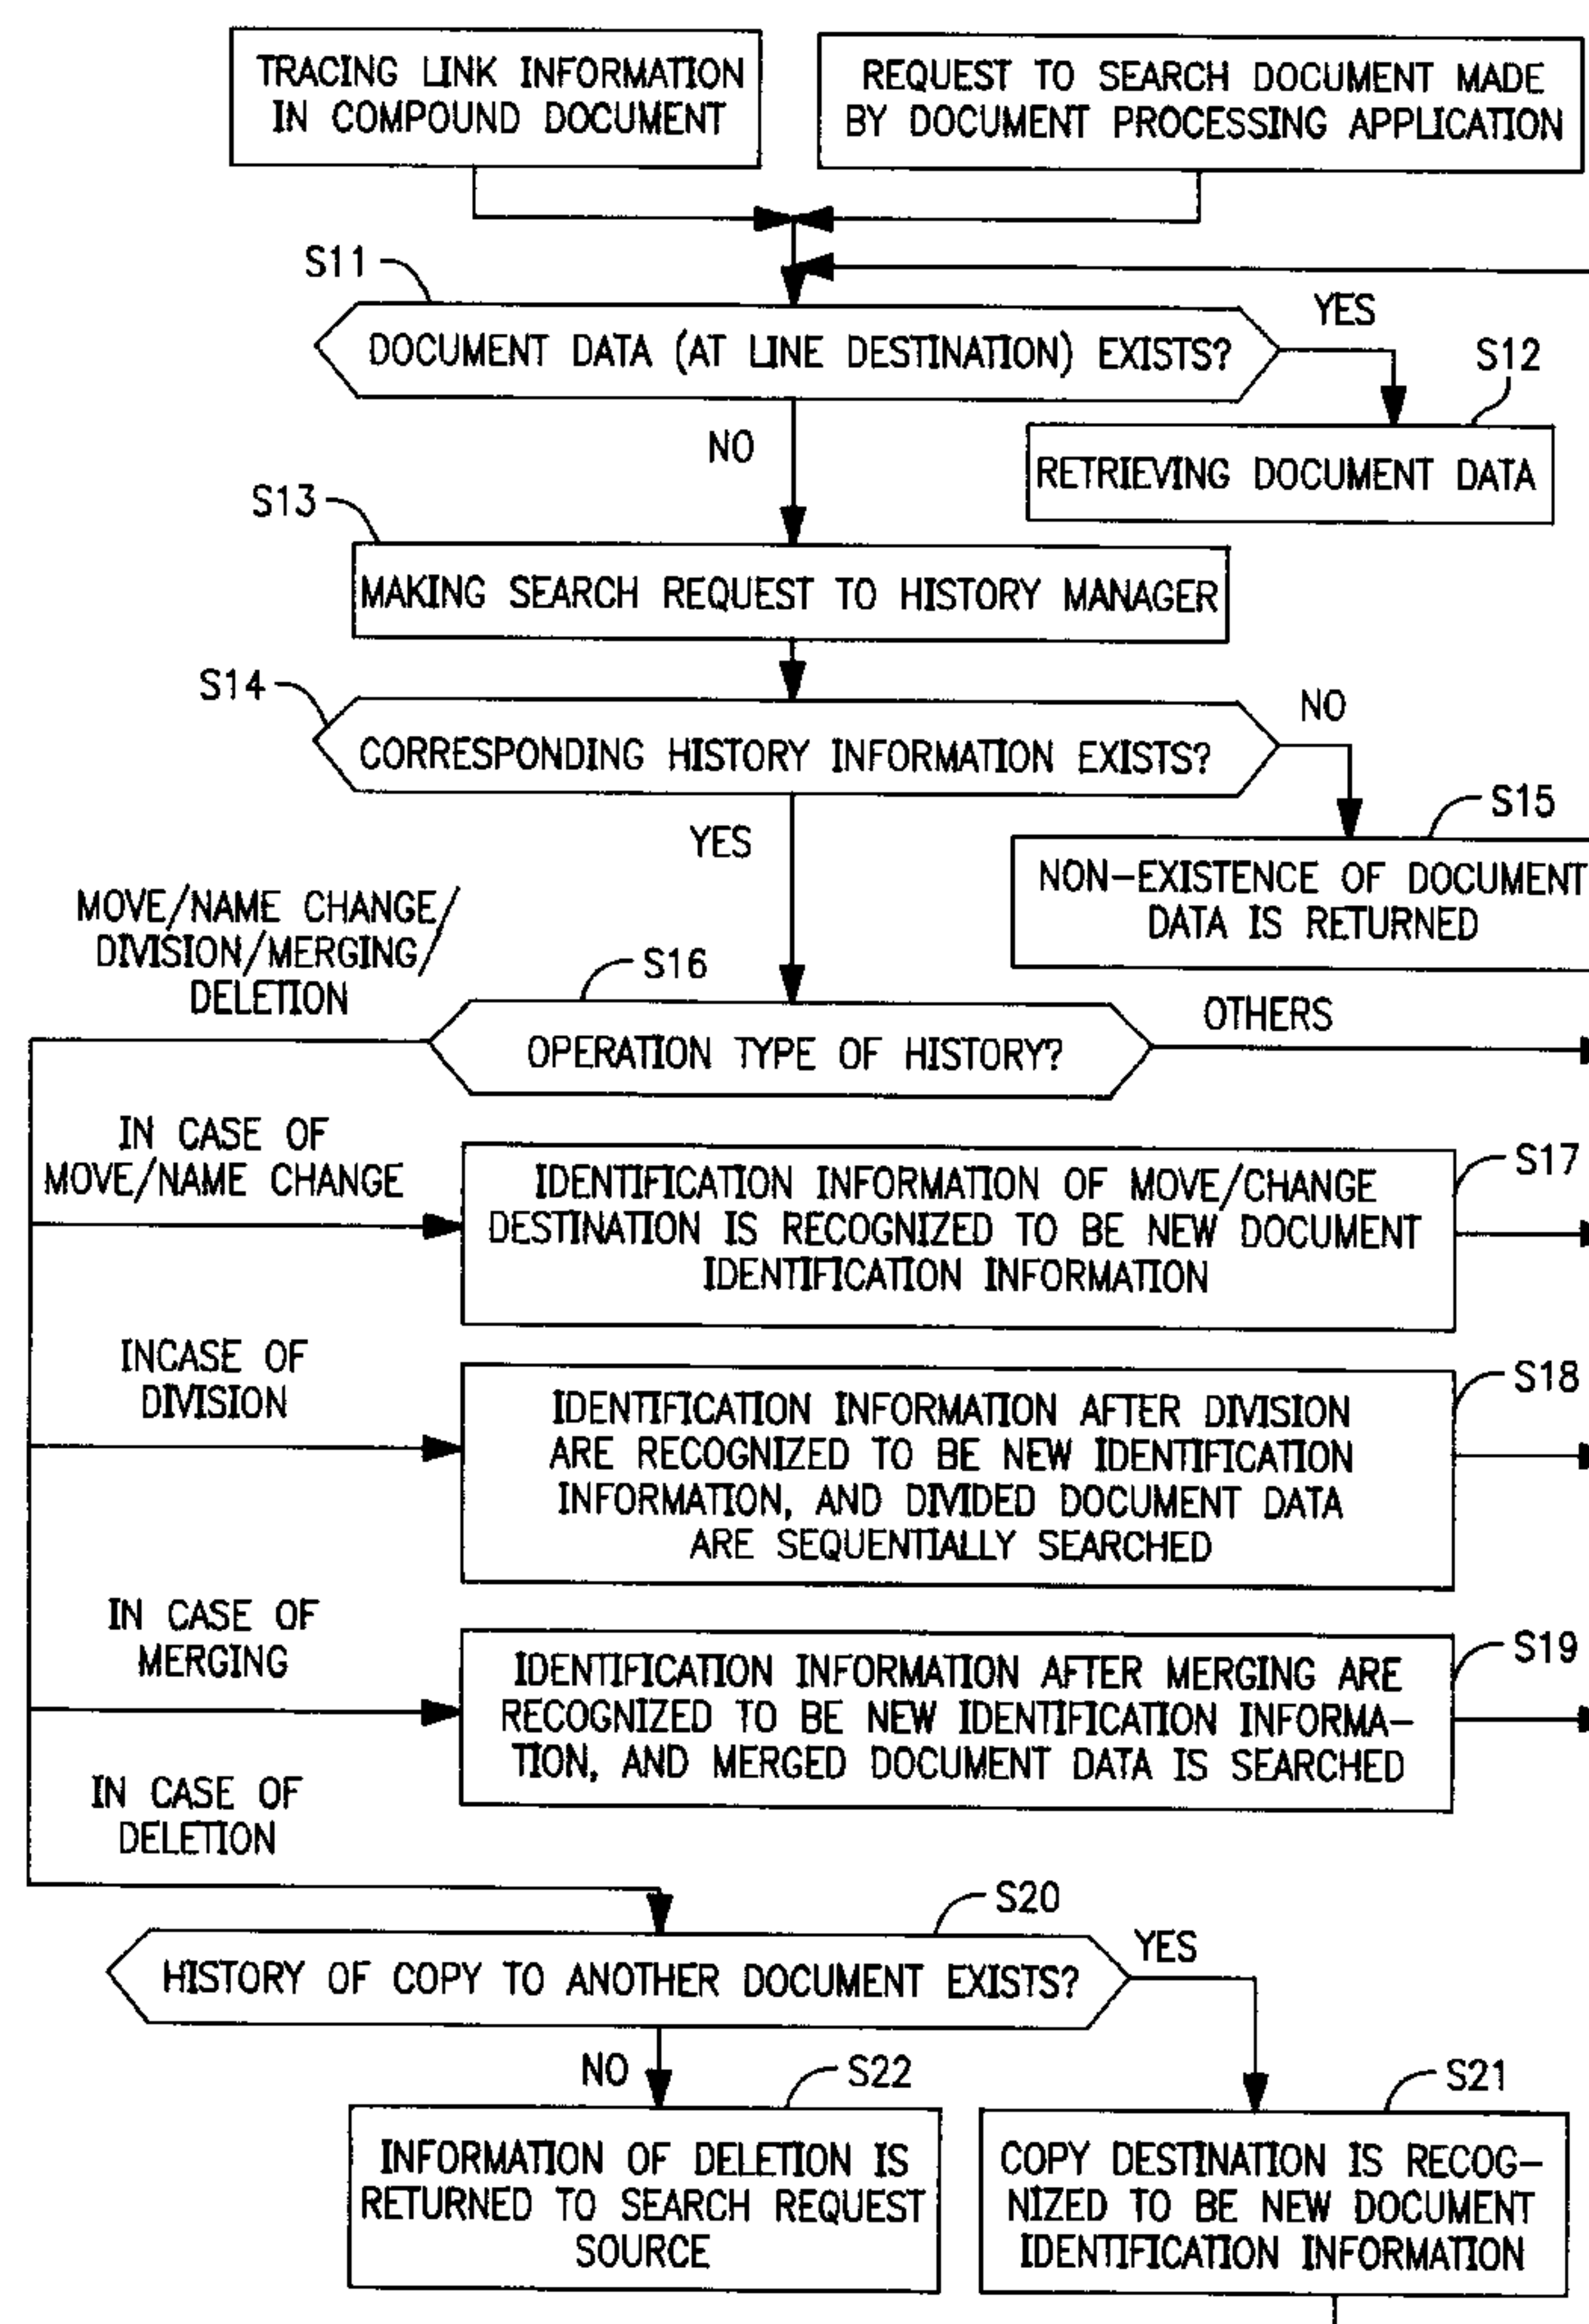 TRACING LINK INFORMATION
IN COMPOUND DOCUMENT
REQUEST TO SEARCH DOCUMENT MADE
BY DOCUMENT PROCESSING APPLICATION
S11
DOCUMENT DATA (AT LINE DESTINATION) EXISTS?
YES
S12
RETRIEVING DOCUMENT DATA
NO
S13
MAKING SEARCH REQUEST TO HISTORY MANAGER
S14
CORRESPONDING HISTORY INFORMATION EXISTS?
NO
S15
NON-EXISTENCE OF DOCUMENT
DATA IS RETURNED
YES
MOVE/NAME CHANGE/
DIVISION/MERGING/
DELETION
S16
OPERATION TYPE OF HISTORY?
OTHERS
IN CASE OF
MOVE/NAME CHANGE
IDENTIFICATION INFORMATION OF MOVE/CHANGE
DESTINATION IS RECOGNIZED TO BE NEW DOCUMENT
IDENTIFICATION INFORMATION
S17
INCASE OF
DIVISION
IDENTIFICATION INFORMATION AFTER DIVISION
ARE RECOGNIZED TO BE NEW IDENTIFICATION
INFORMATION, AND DIVIDED DOCUMENT DATA
ARE SEQUENTIALLY SEARCHED
S18
IN CASE OF
MERGING
IDENTIFICATION INFORMATION AFTER MERGING ARE
RECOGNIZED TO BE NEW IDENTIFICATION INFORMA-
TION, AND MERGED DOCUMENT DATA IS SEARCHED
S19
IN CASE OF
DELETION
S20
HISTORY OF COPY TO ANOTHER DOCUMENT EXISTS?
YES
NO
S22
INFORMATION OF DELETION IS
RETURNED TO SEARCH REQUEST
SOURCE
S21
COPY DESTINATION IS RECOG-
NIZED TO BE NEW DOCUMENT
IDENTIFICATION INFORMATION